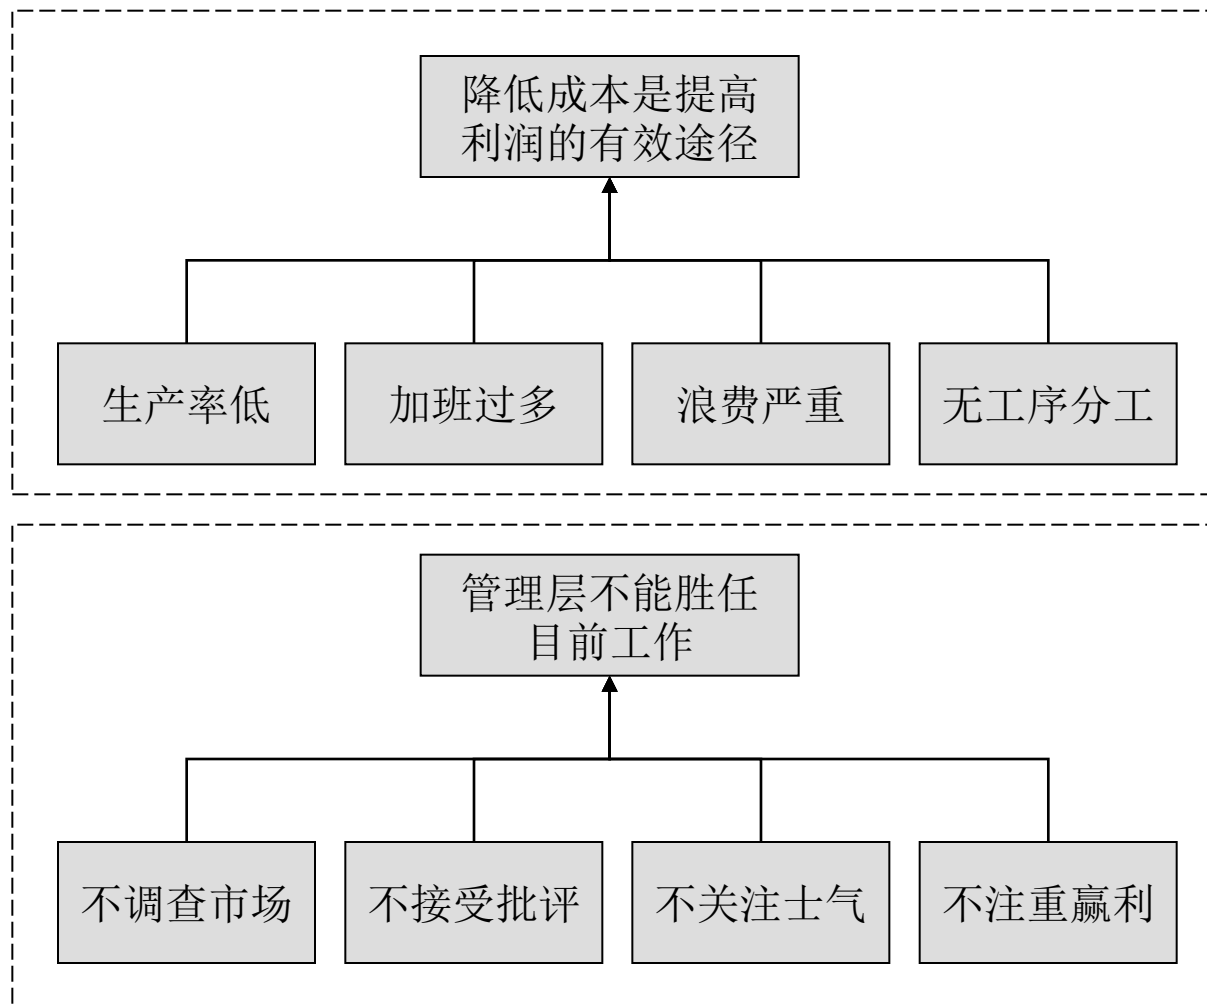 降低成本是提高
利润的有效途径
生产率低
加班过多
浪费严重
无工序分工
管理层不能胜任
目前工作
不调查市场
不接受批评
不关注士气
不注重赢利